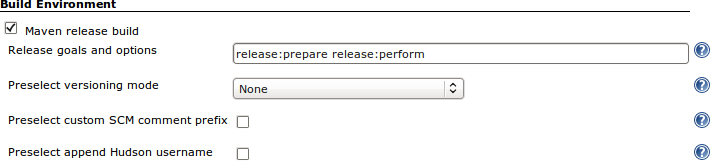 Build Environment
Maven release build
Release goals and options
release:prepare release:perform
Preselect versioning mode
None
Preselect custom SCM comment prefix
Preselect append Hudson username